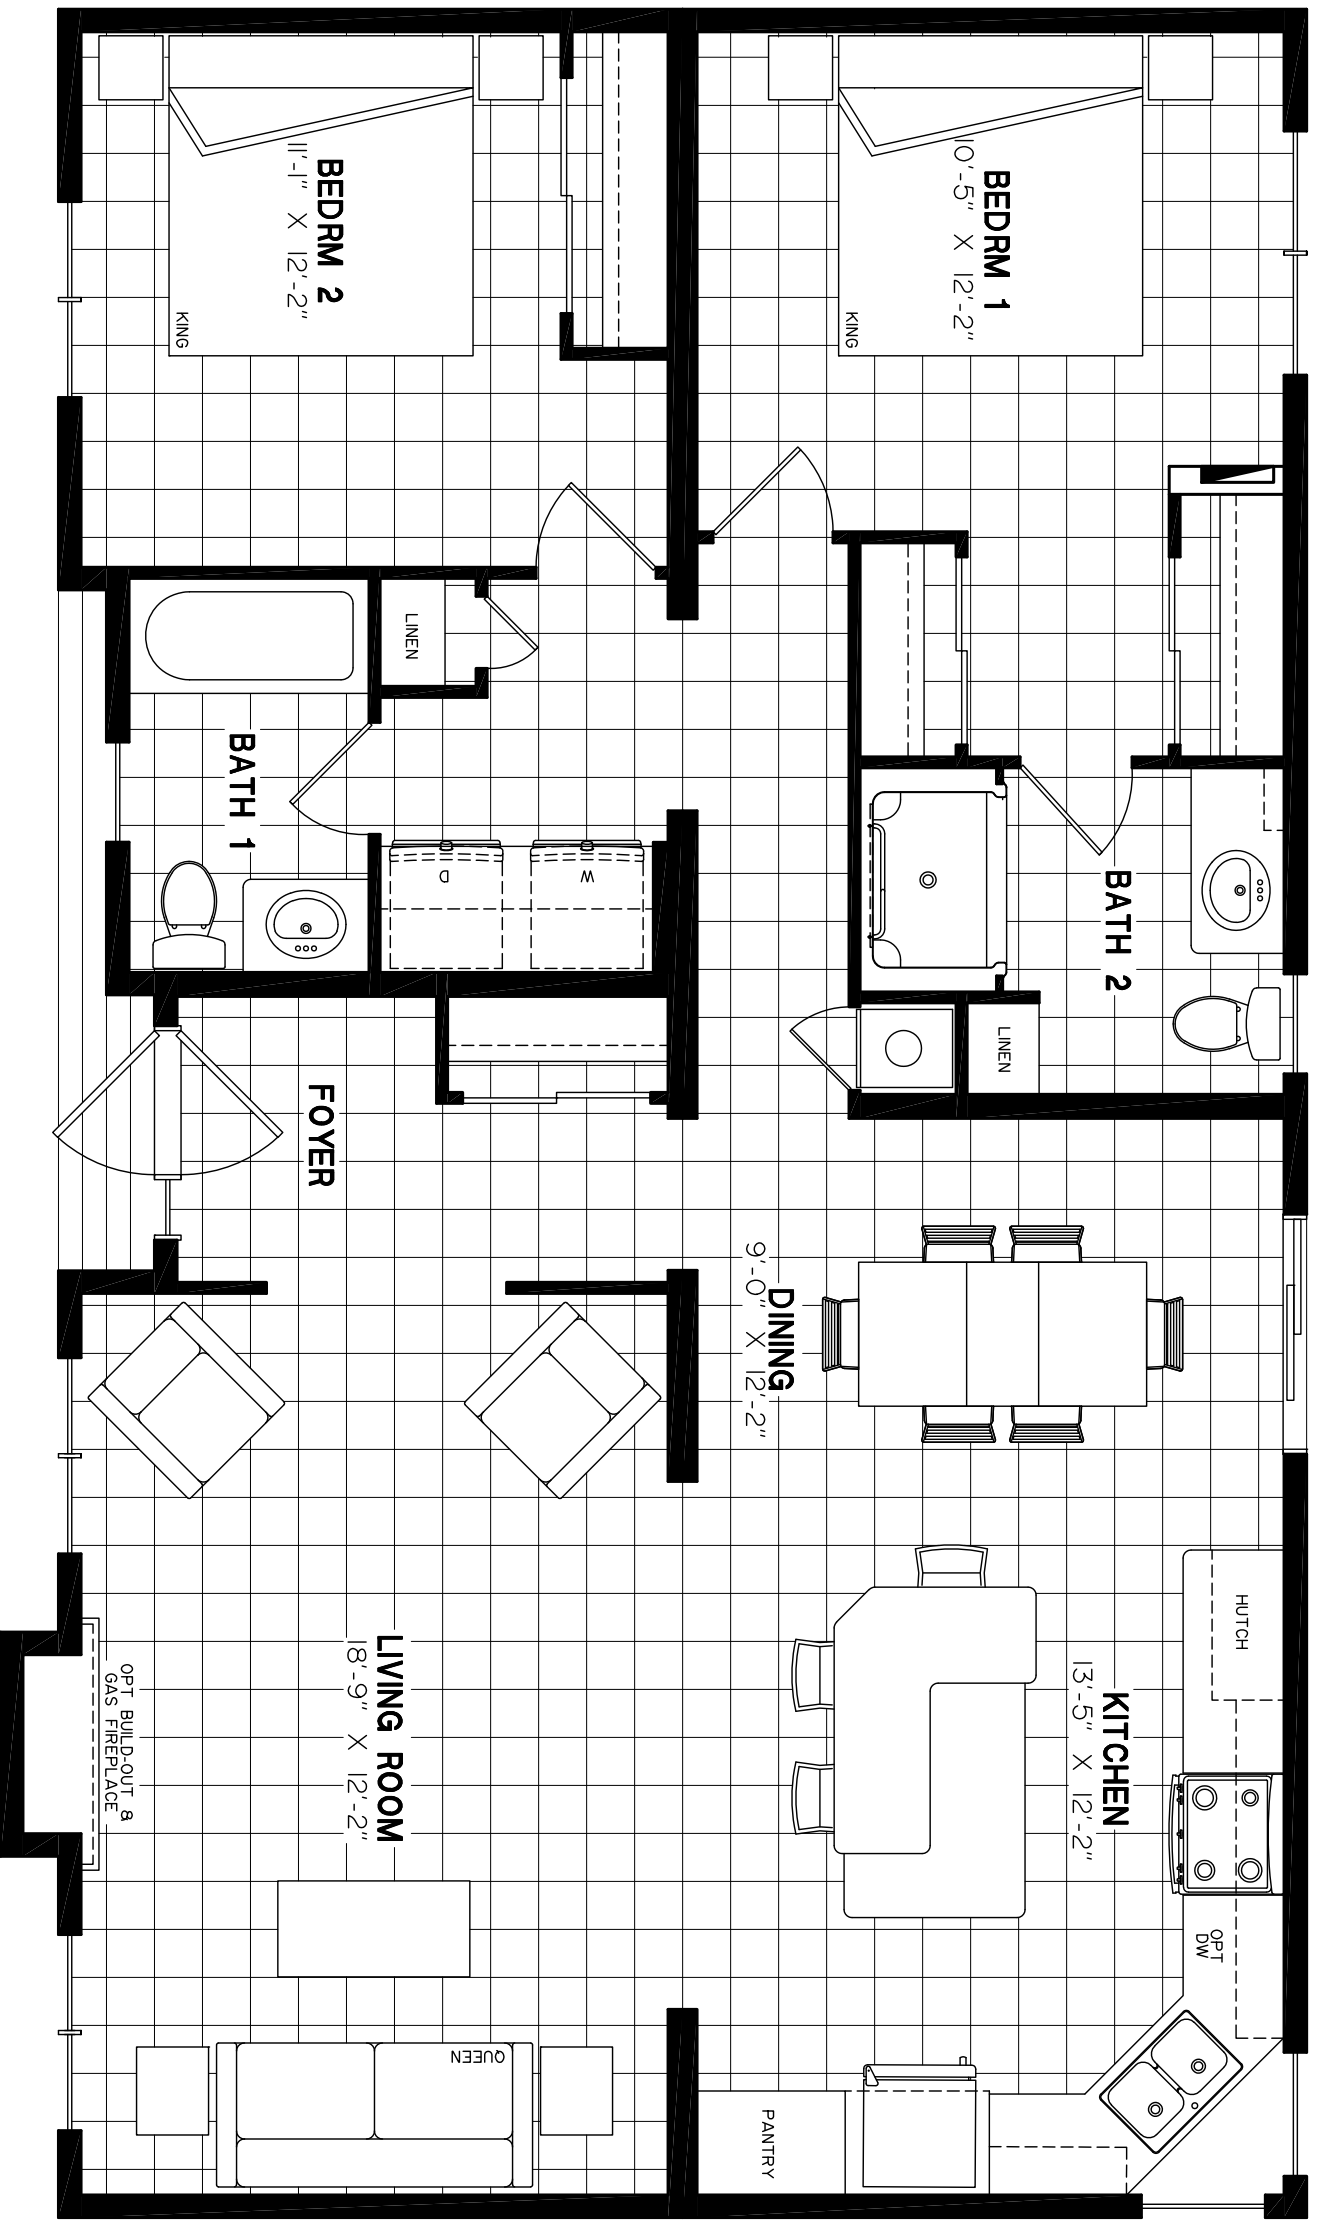 BEDRM 1
10'-5" X 12'-2"
KING
BEDRM 2
11'-1" X 12'-2"
KING
LINEN
BATH 1
D
W
BATH 2
LINEN
FOYER
DINING
9'-0" X 12'-2"
HUTCH
KITCHEN
13'-5" X 12'-2"
OPT
DW
PANTRY
LIVING ROOM
18'-9" X 12'-2"
OPT BUILD-OUT &
GAS FIREPLACE
QUEEN